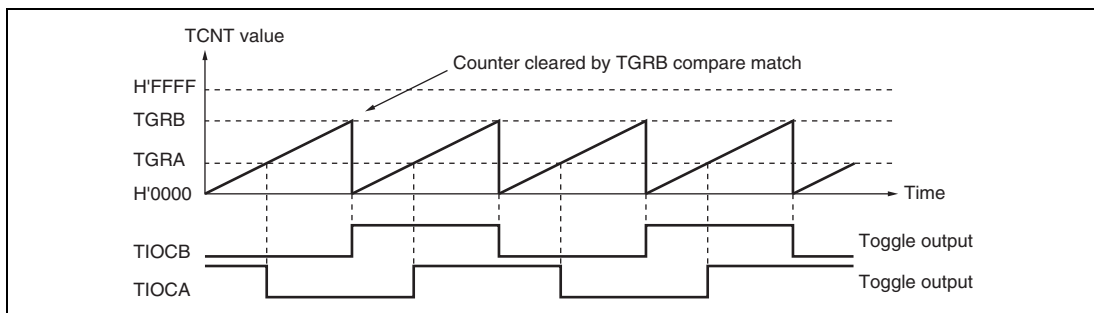 TCNT value
Counter cleared by TGRB compare match
H'FFFF
TGRB
TGRA
H'0000
Time
TIOCB
Toggle output
TIOCA
Toggle output